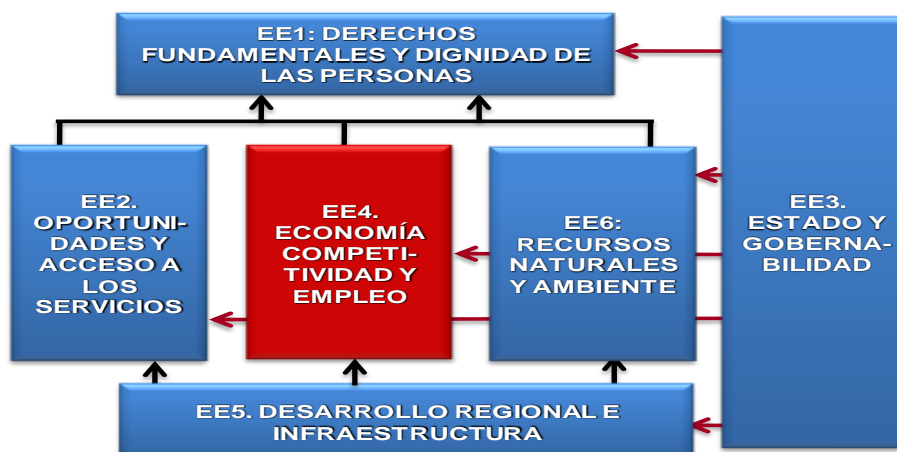 EE1: DERECHOS
FUNDAMENTALES Y DIGNIDAD DE
LAS PERSONAS
EE2.
OPORTUNI-
DADES Y
ACCESO A
LOS
SERVICIOS
EE4.
ECONOMÍA
COMPETI-
TIVIDAD Y
EMPLEO
EE6:
RECURSOS
NATURALES
Y AMBIENTE
EE3.
ESTADO Y
GOBERNA-
BILIDAD
EE5. DESARROLLO REGIONAL E
INFRAESTRUCTURA